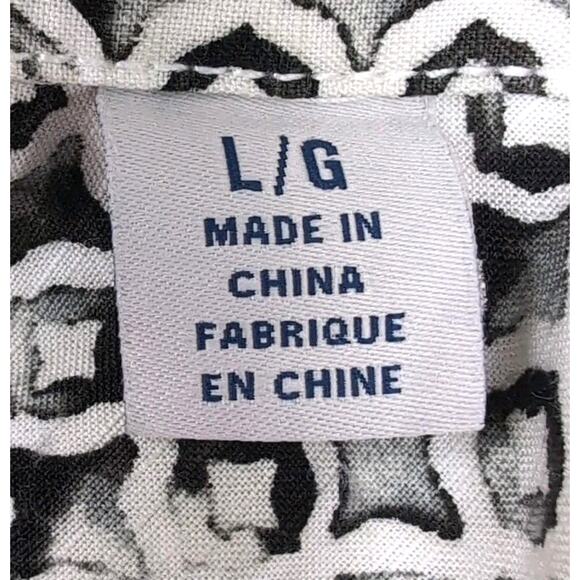 L/G
MADE IN
CHINA
FABRIQUE
EN CHINE